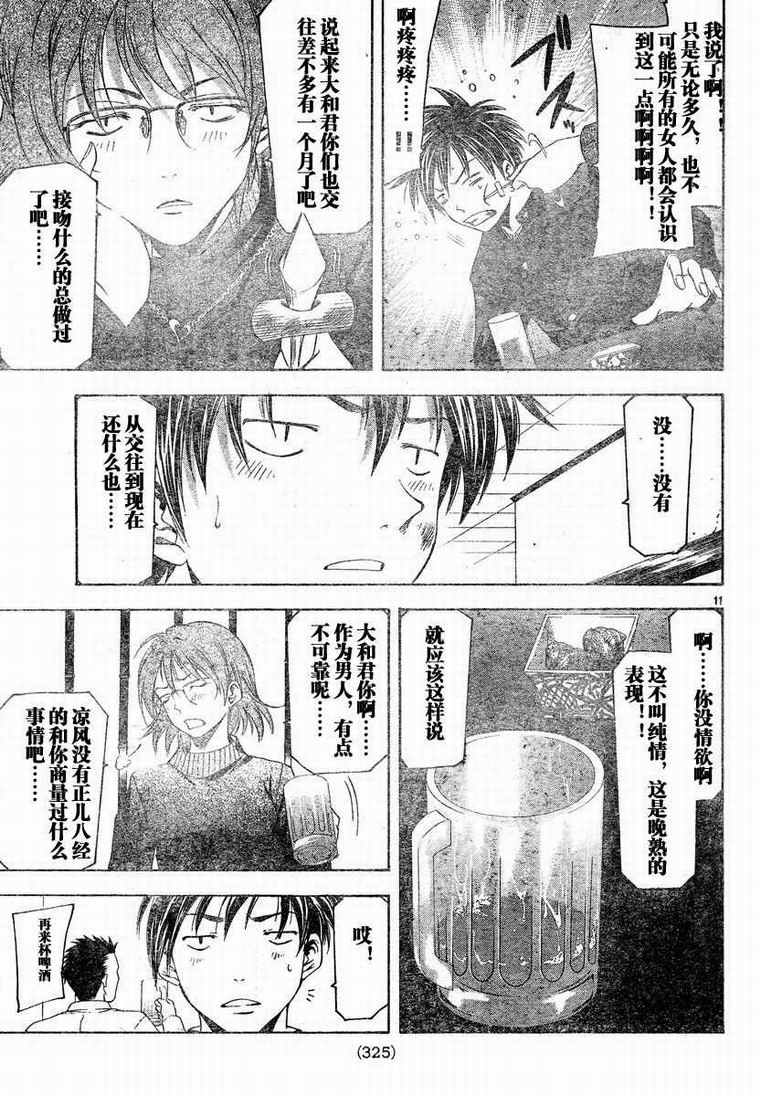 我说了啊！！
只是无论多久，也不
可能所有的女人都会认识
到这一点啊啊啊啊！！
啊疼疼疼……
说起来大和君你们也交
往差不多有一个月了吧
接吻什么的总做过
了吧……
没……没有
从交往到现在
还什么也……
11
啊……你没情欲啊
这不叫纯情，这是晚熟的
表现！！
就应该这样说
大和君你啊……
作为男人，有点
不可靠呢……
凉风没有正儿八经
的和你商量过什么
事情吧……
哎！
再来杯啤酒
(325)